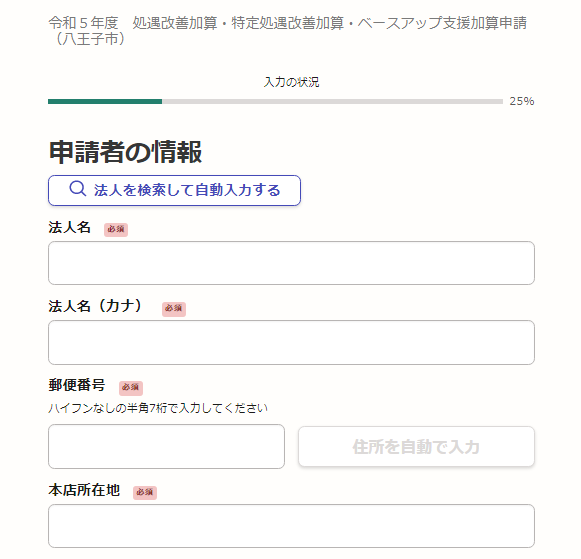 令和５年度　処遇改善加算・特定処遇改善加算・ベースアップ支援加算申請
（八王子市）
入力の状況
25%
申請者の情報
法人を検索して自動入力する
法人名 必須
法人名（カナ） 必須
郵便番号 必須
ハイフンなしの半角7桁で入力してください
住所を自動で入力
本店所在地 必須